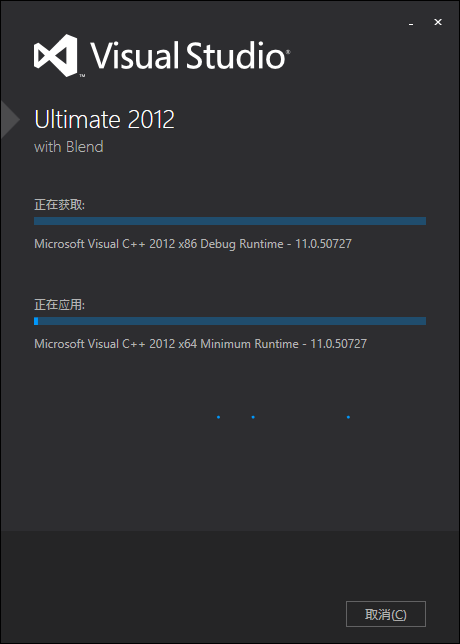 Visual Studio®
™
Ultimate 2012
with Blend
正在获取:
Microsoft Visual C++ 2012 x86 Debug Runtime - 11.0.50727
正在应用:
Microsoft Visual C++ 2012 x64 Minimum Runtime - 11.0.50727
取消(C)